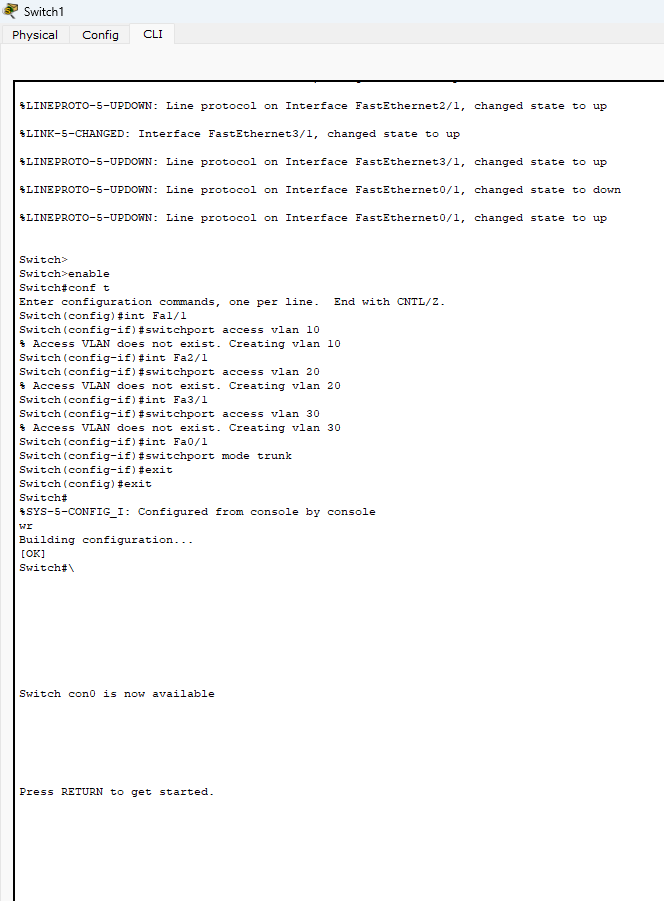 Switch1
Physical Config CLI
%LINEPROTO-5-UPDOWN: Line protocol on Interface FastEthernet2/1, changed state to up
%LINK-5-CHANGED: Interface FastEthernet3/1, changed state to up
%LINEPROTO-5-UPDOWN: Line protocol on Interface FastEthernet3/1, changed state to up
%LINEPROTO-5-UPDOWN: Line protocol on Interface FastEthernet0/1, changed state to down
%LINEPROTO-5-UPDOWN: Line protocol on Interface FastEthernet0/1, changed state to up
Switch>
Switch>enable
Switch#conf t
Enter configuration commands, one per line.  End with CNTL/Z.
Switch(config)#int Fa1/1
Switch(config-if)#switchport access vlan 10
% Access VLAN does not exist. Creating vlan 10
Switch(config-if)#int Fa2/1
Switch(config-if)#switchport access vlan 20
% Access VLAN does not exist. Creating vlan 20
Switch(config-if)#int Fa3/1
Switch(config-if)#switchport access vlan 30
% Access VLAN does not exist. Creating vlan 30
Switch(config-if)#int Fa0/1
Switch(config-if)#switchport mode trunk
Switch(config-if)#exit
Switch(config)#exit
Switch#
%SYS-5-CONFIG_I: Configured from console by console
wr
Building configuration...
[OK]
Switch#\
Switch con0 is now available
Press RETURN to get started.